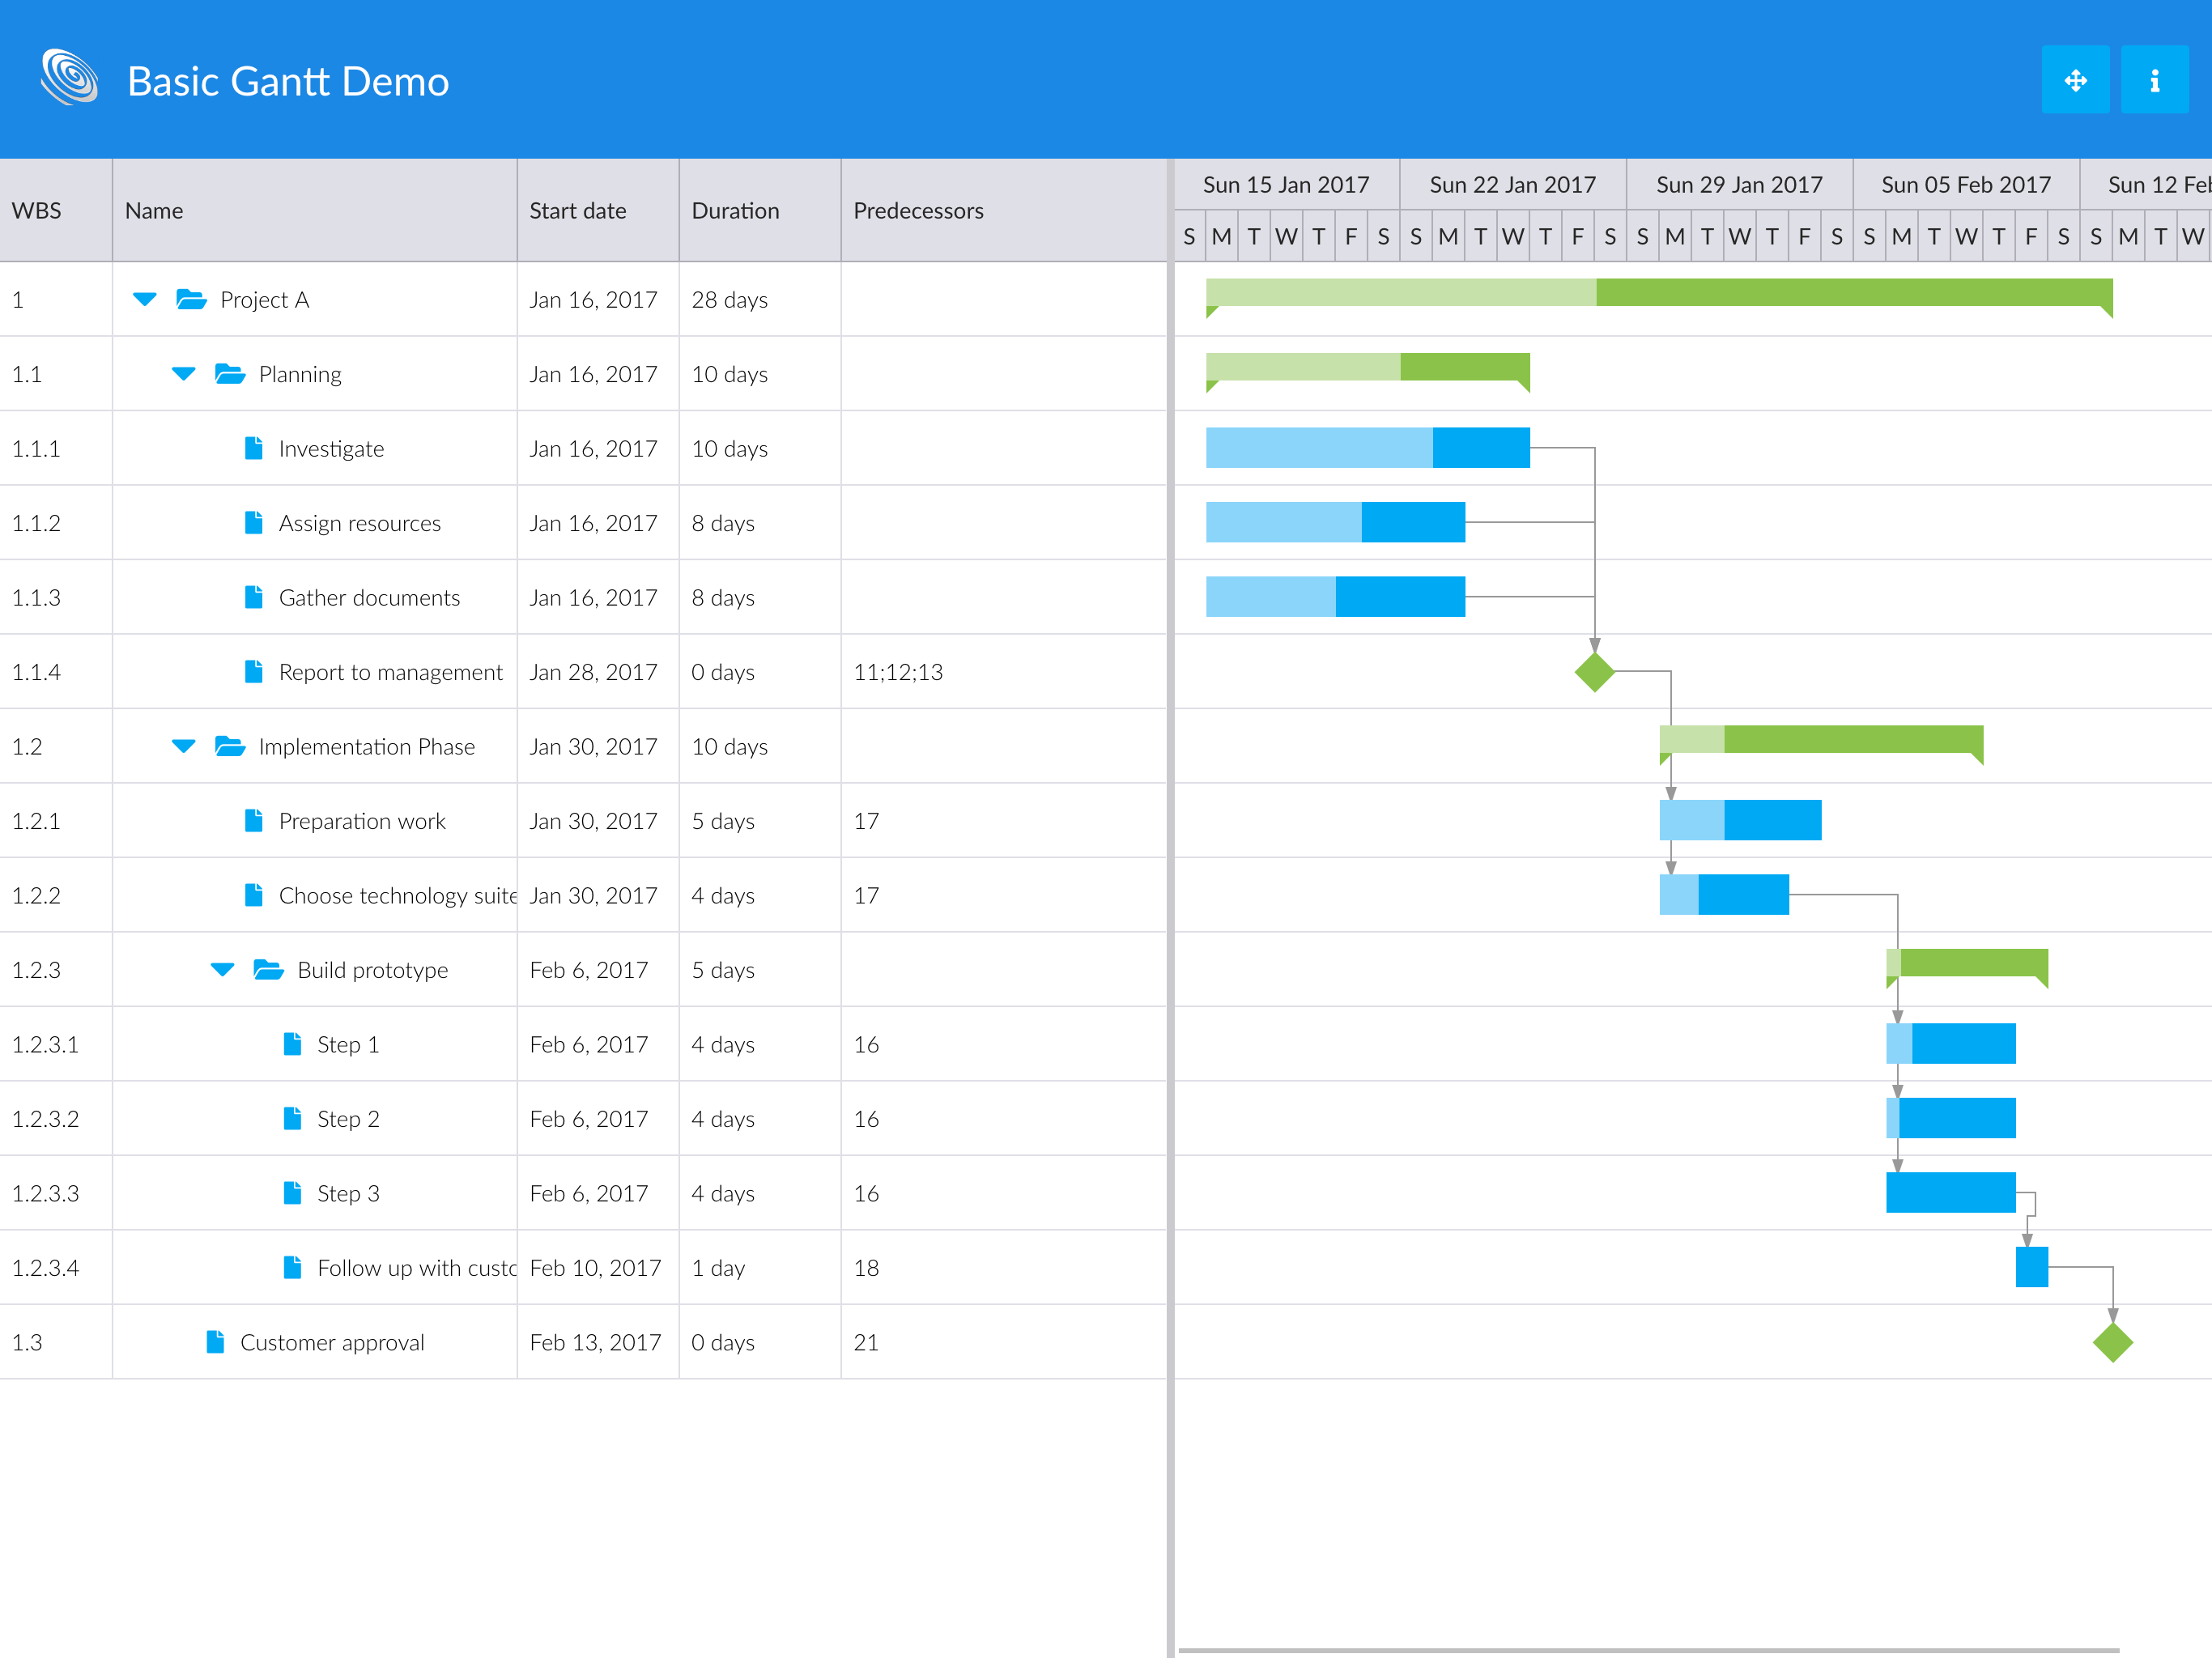 Basic Gantt Demo
WBS Name Start date Duration Predecessors
Sun 15 Jan 2017 Sun 22 Jan 2017 Sun 29 Jan 2017 Sun 05 Feb 2017 Sun 12 Feb
S M T W T F S S M T W T F S S M T W T F S S M T W T F S S M T W
1 Project A Jan 16, 2017 28 days
1.1 Planning Jan 16, 2017 10 days
1.1.1 Investigate Jan 16, 2017 10 days
1.1.2 Assign resources Jan 16, 2017 8 days
1.1.3 Gather documents Jan 16, 2017 8 days
1.1.4 Report to management Jan 28, 2017 0 days 11;12;13
1.2 Implementation Phase Jan 30, 2017 10 days
1.2.1 Preparation work Jan 30, 2017 5 days 17
1.2.2 Choose technology suite Jan 30, 2017 4 days 17
1.2.3 Build prototype Feb 6, 2017 5 days
1.2.3.1 Step 1 Feb 6, 2017 4 days 16
1.2.3.2 Step 2 Feb 6, 2017 4 days 16
1.2.3.3 Step 3 Feb 6, 2017 4 days 16
1.2.3.4 Follow up with custo Feb 10, 2017 1 day 18
1.3 Customer approval Feb 13, 2017 0 days 21